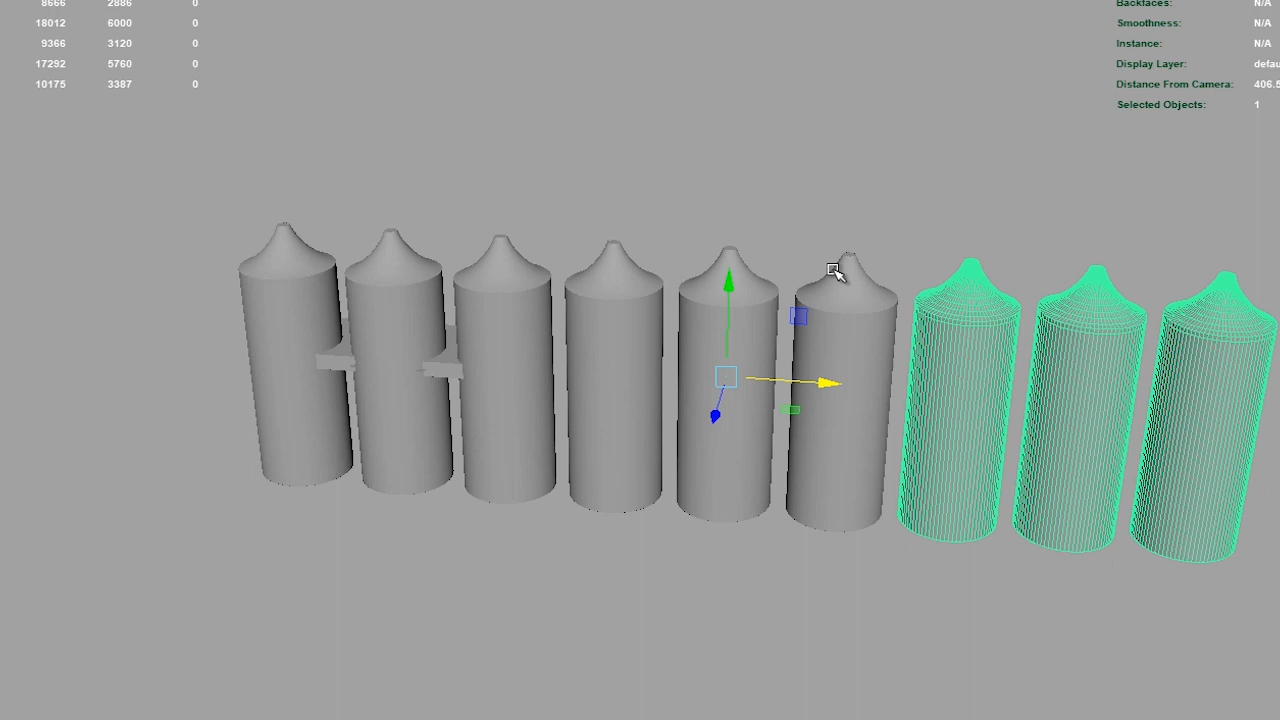 8666 2886 0
18012 6000 0
9366 3120 0
17292 5760 0
10175 3387 0
Backfaces: N/A
Smoothness: N/A
Instance: N/A
Display Layer: defau
Distance From Camera: 406.5
Selected Objects: 1